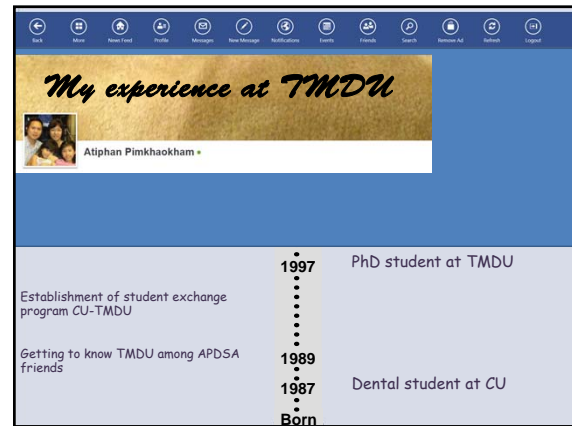 Back More News Feed Profile Messages New Message Notifications Events Friends Search Remove Ad Refresh Logout
My experience at TMDU
Atiphan Pimkhaokham
1997 PhD student at TMDU
Establishment of student exchange
program CU-TMDU
Getting to know TMDU among APDSA
friends
1989
1987 Dental student at CU
Born